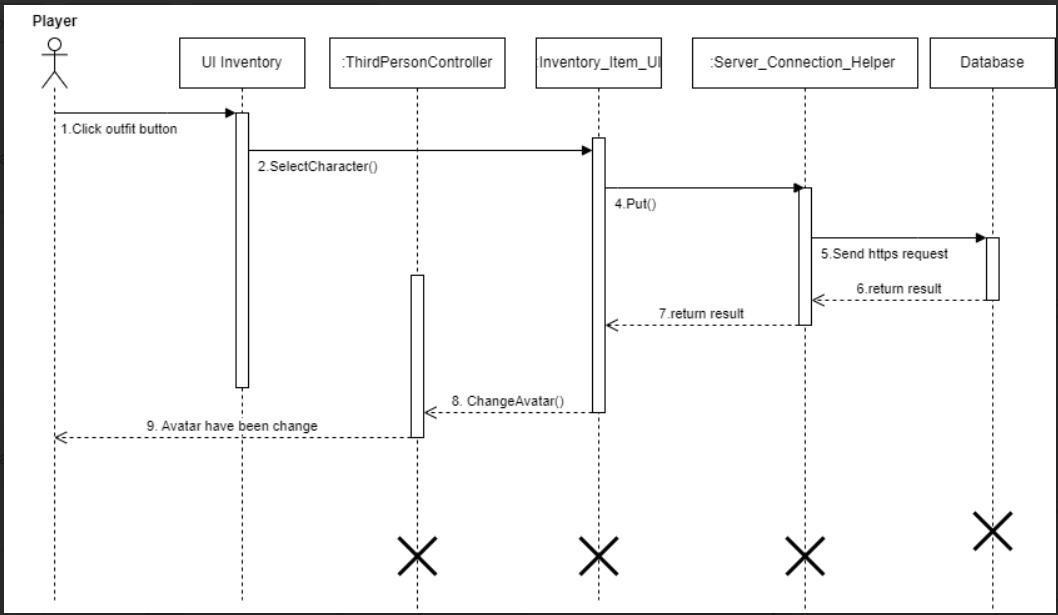 Player
UI Inventory
:ThirdPersonController
:Inventory_Item_UI
:Server_Connection_Helper
Database
1.Click outfit button
2.SelectCharacter()
4.Put()
5.Send https request
6.return result
7.return result
8. ChangeAvatar()
9. Avatar have been change